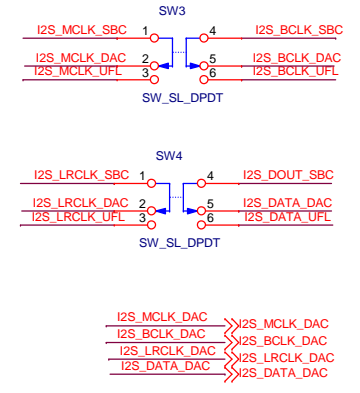 SW3
I2S_MCLK_SBC 1 4 I2S_BCLK_SBC
I2S_MCLK_DAC 2 5 I2S_BCLK_DAC
I2S_MCLK_UFL 3 6 I2S_BCLK_UFL
SW_SL_DPDT
SW4
I2S_LRCLK_SBC 1 4 I2S_DOUT_SBC
I2S_LRCLK_DAC 2 5 I2S_DATA_DAC
I2S_LRCLK_UFL 3 6 I2S_DATA_UFL
SW_SL_DPDT
I2S_MCLK_DAC I2S_MCLK_DAC
I2S_BCLK_DAC I2S_BCLK_DAC
I2S_LRCLK_DAC I2S_LRCLK_DAC
I2S_DATA_DAC I2S_DATA_DAC